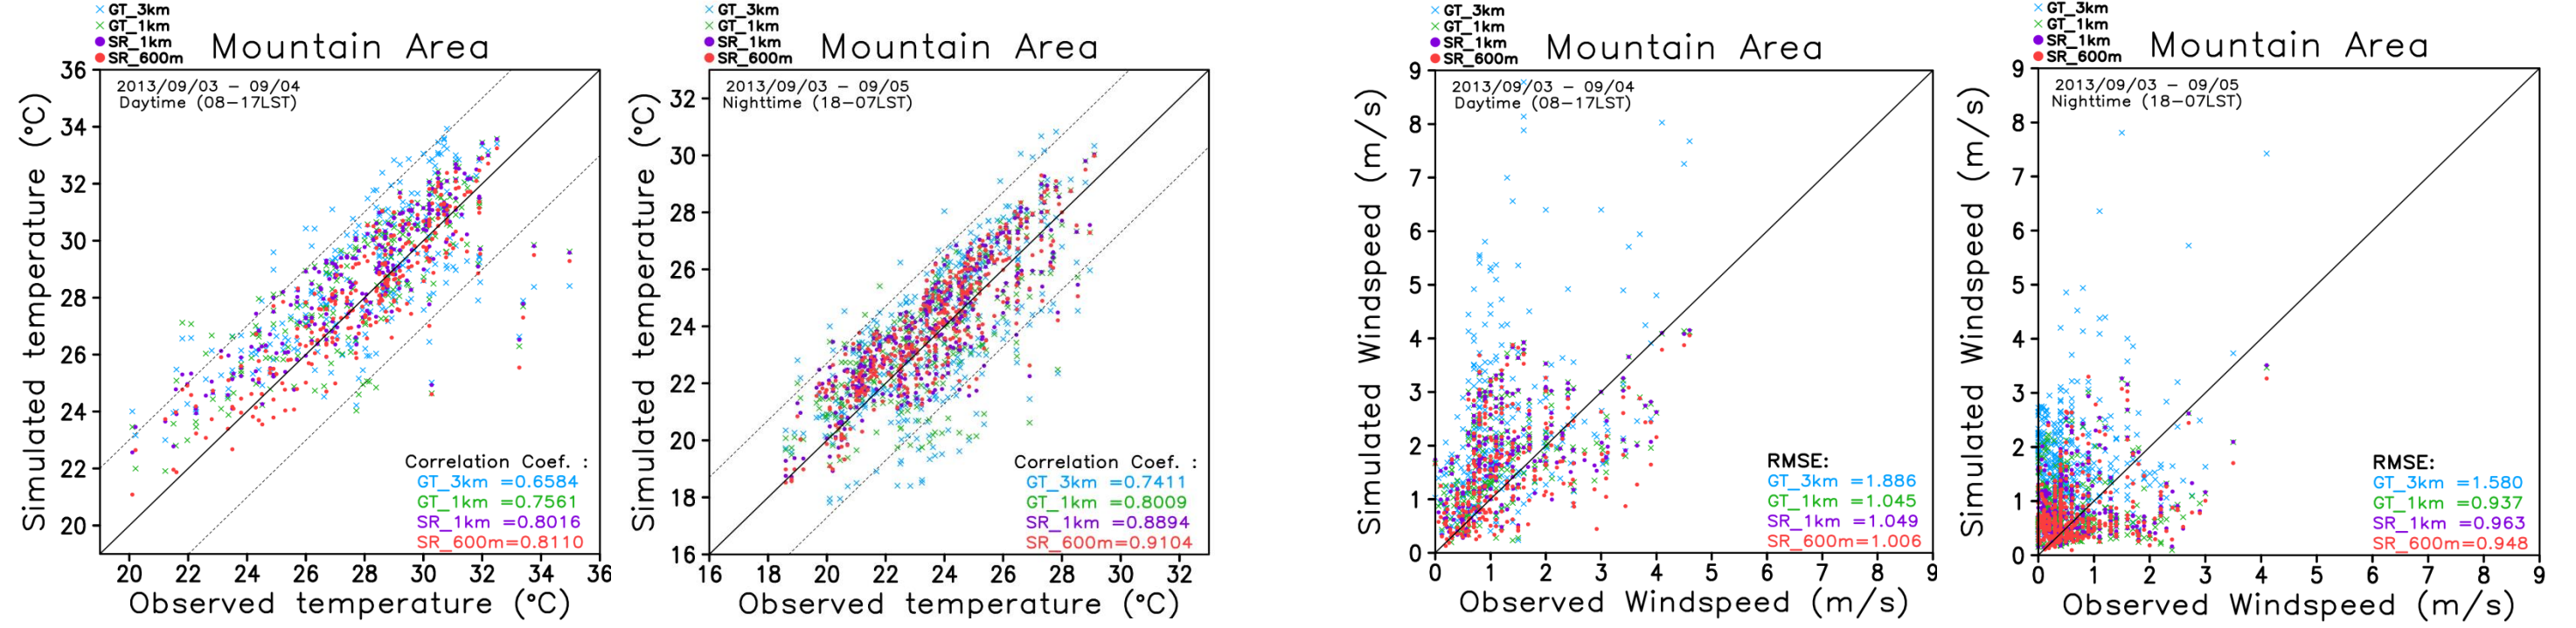 GT_3km
GT_1km
SR_1km
SR_600m
Mountain Area
2013/09/03 - 09/04
Daytime (08-17LST)
Simulated temperature (°C)
36
34
32
30
28
26
24
22
20
Correlation Coef. :
GT_3km =0.6584
GT_1km =0.7561
SR_1km =0.8016
SR_600m=0.8110
20 22 24 26 28 30 32 34 36
Observed temperature (°C)
GT_3km
GT_1km
SR_1km
SR_600m
Mountain Area
2013/09/03 - 09/05
Nighttime (18-07LST)
Simulated temperature (°C)
32
30
28
26
24
22
20
18
16
Correlation Coef. :
GT_3km =0.7411
GT_1km =0.8009
SR_1km =0.8894
SR_600m=0.9104
16 18 20 22 24 26 28 30 32
Observed temperature (°C)
GT_3km
GT_1km
SR_1km
SR_600m
Mountain Area
2013/09/03 - 09/04
Daytime (08-17LST)
Simulated Windspeed (m/s)
9
8
7
6
5
4
3
2
1
0
RMSE:
GT_3km =1.886
GT_1km =1.045
SR_1km =1.049
SR_600m=1.006
0 1 2 3 4 5 6 7 8 9
Observed Windspeed (m/s)
GT_3km
GT_1km
SR_1km
SR_600m
Mountain Area
2013/09/03 - 09/05
Nighttime (18-07LST)
Simulated Windspeed (m/s)
9
8
7
6
5
4
3
2
1
0
RMSE:
GT_3km =1.580
GT_1km =0.937
SR_1km =0.963
SR_600m=0.948
0 1 2 3 4 5 6 7 8 9
Observed Windspeed (m/s)